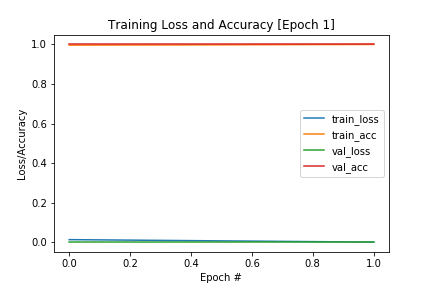 Training Loss and Accuracy [Epoch 1]
Loss/Accuracy
1.0
0.8
0.6
0.4
0.2
0.0
train_loss
train_acc
val_loss
val_acc
0.0 0.2 0.4 0.6 0.8 1.0
Epoch #